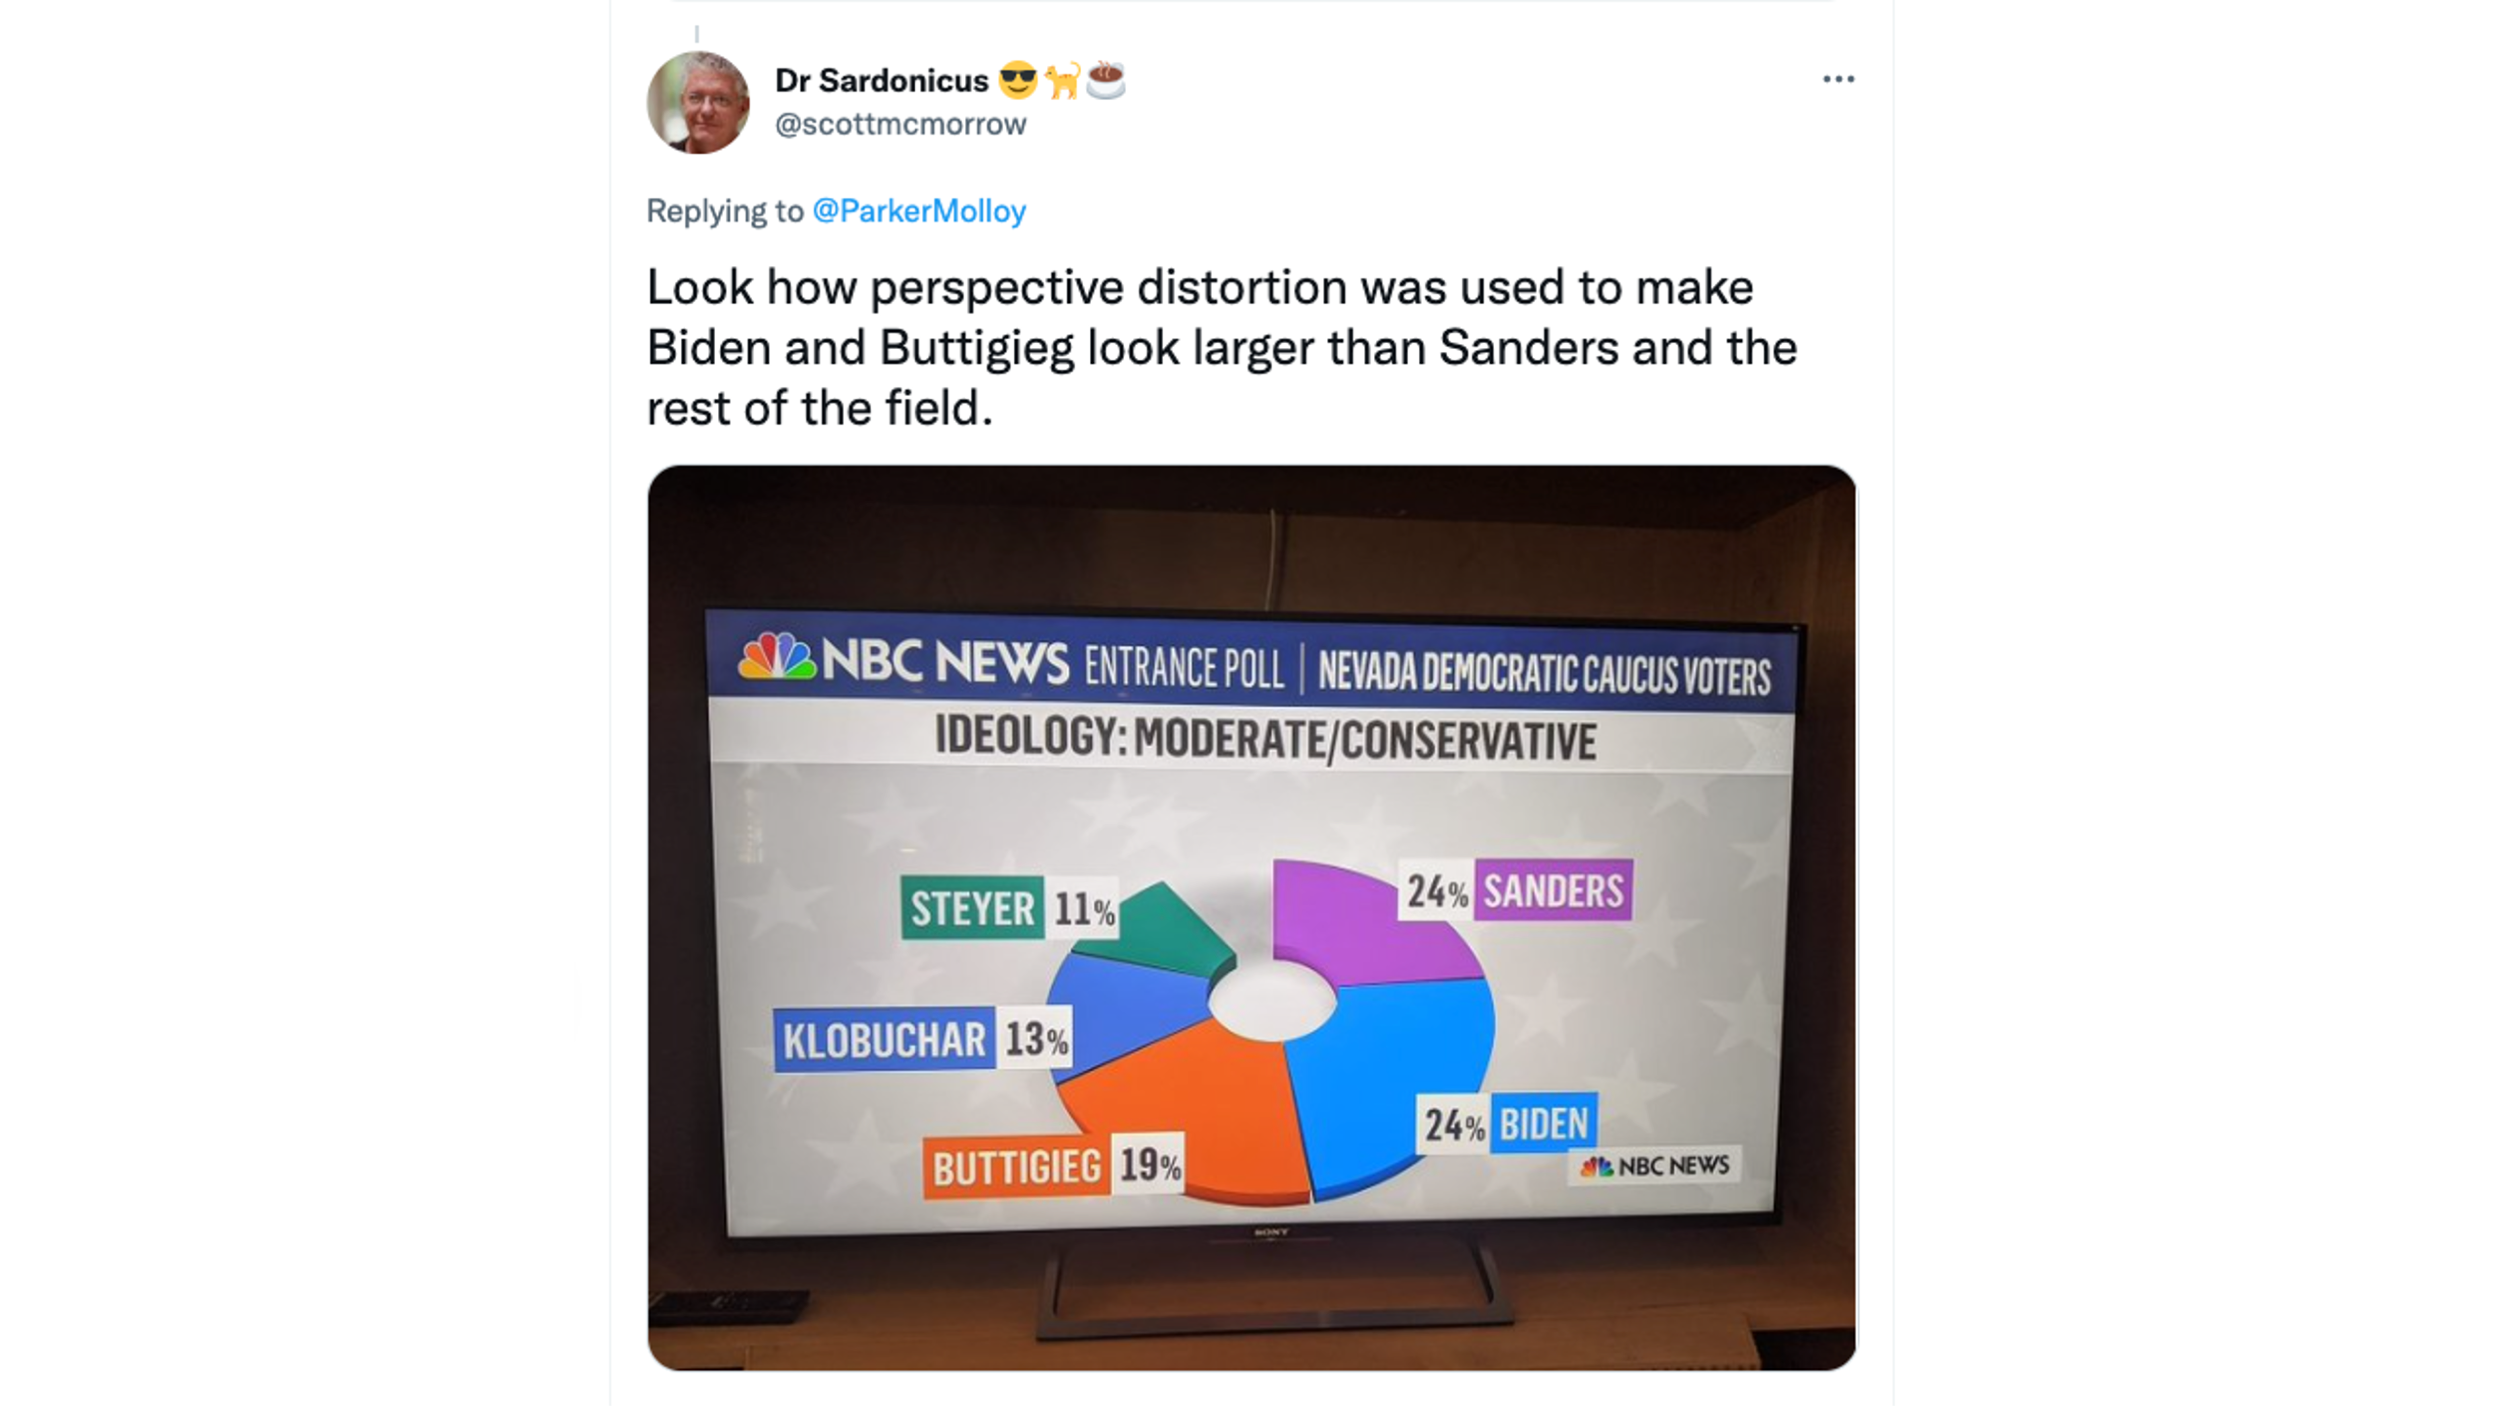 Dr Sardonicus 😎🐈☕
@scottmcmorrow
Replying to @ParkerMolloy
Look how perspective distortion was used to make
Biden and Buttigieg look larger than Sanders and the
rest of the field.
NBC NEWS ENTRANCE POLL | NEVADA DEMOCRATIC CAUCUS VOTERS
IDEOLOGY: MODERATE/CONSERVATIVE
STEYER 11%
24% SANDERS
KLOBUCHAR 13%
24% BIDEN
BUTTIGIEG 19%
NBC NEWS
SONY